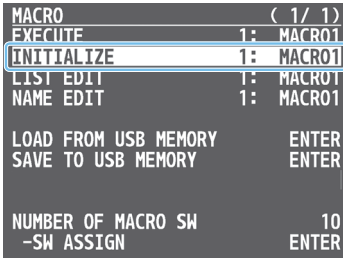 MACRO ( 1/ 1)
EXECUTE 1: MACRO1
INITIALIZE 1: MACRO1
LIST EDIT 1: MACRO1
NAME EDIT 1: MACRO1
LOAD FROM USB MEMORY ENTER
SAVE TO USB MEMORY ENTER
NUMBER OF MACRO SW 10
-SW ASSIGN ENTER